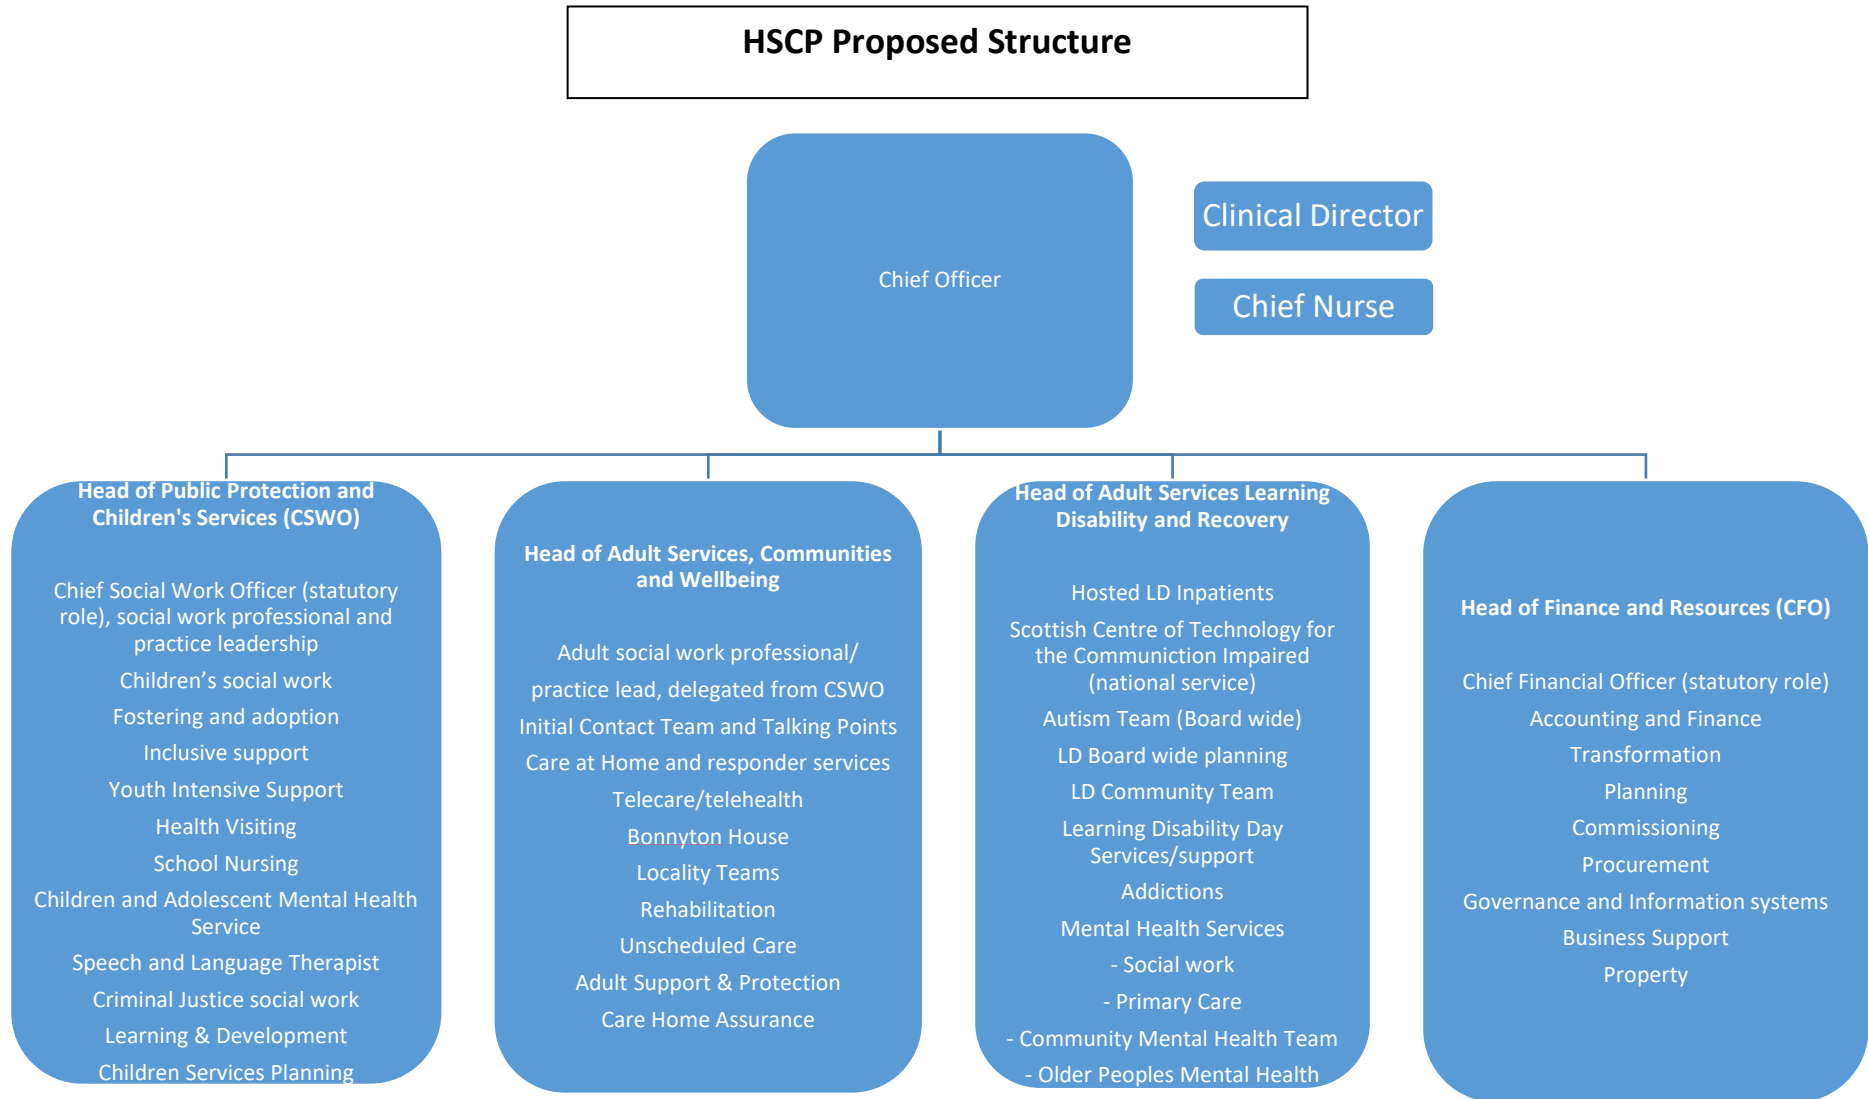 HSCP Proposed Structure
Chief Officer
Clinical Director
Chief Nurse
Head of Public Protection and
Children's Services (CSWO)
Chief Social Work Officer (statutory
role), social work professional and
practice leadership
Children’s social work
Fostering and adoption
Inclusive support
Youth Intensive Support
Health Visiting
School Nursing
Children and Adolescent Mental Health
Service
Speech and Language Therapist
Criminal Justice social work
Learning & Development
Children Services Planning
Head of Adult Services, Communities
and Wellbeing
Adult social work professional/
practice lead, delegated from CSWO
Initial Contact Team and Talking Points
Care at Home and responder services
Telecare/telehealth
Bonnyton House
Locality Teams
Rehabilitation
Unscheduled Care
Adult Support & Protection
Care Home Assurance
Head of Adult Services Learning
Disability and Recovery
Hosted LD Inpatients
Scottish Centre of Technology for
the Communiction Impaired
(national service)
Autism Team (Board wide)
LD Board wide planning
LD Community Team
Learning Disability Day
Services/support
Addictions
Mental Health Services
- Social work
- Primary Care
- Community Mental Health Team
- Older Peoples Mental Health
Head of Finance and Resources (CFO)
Chief Financial Officer (statutory role)
Accounting and Finance
Transformation
Planning
Commissioning
Procurement
Governance and Information systems
Business Support
Property